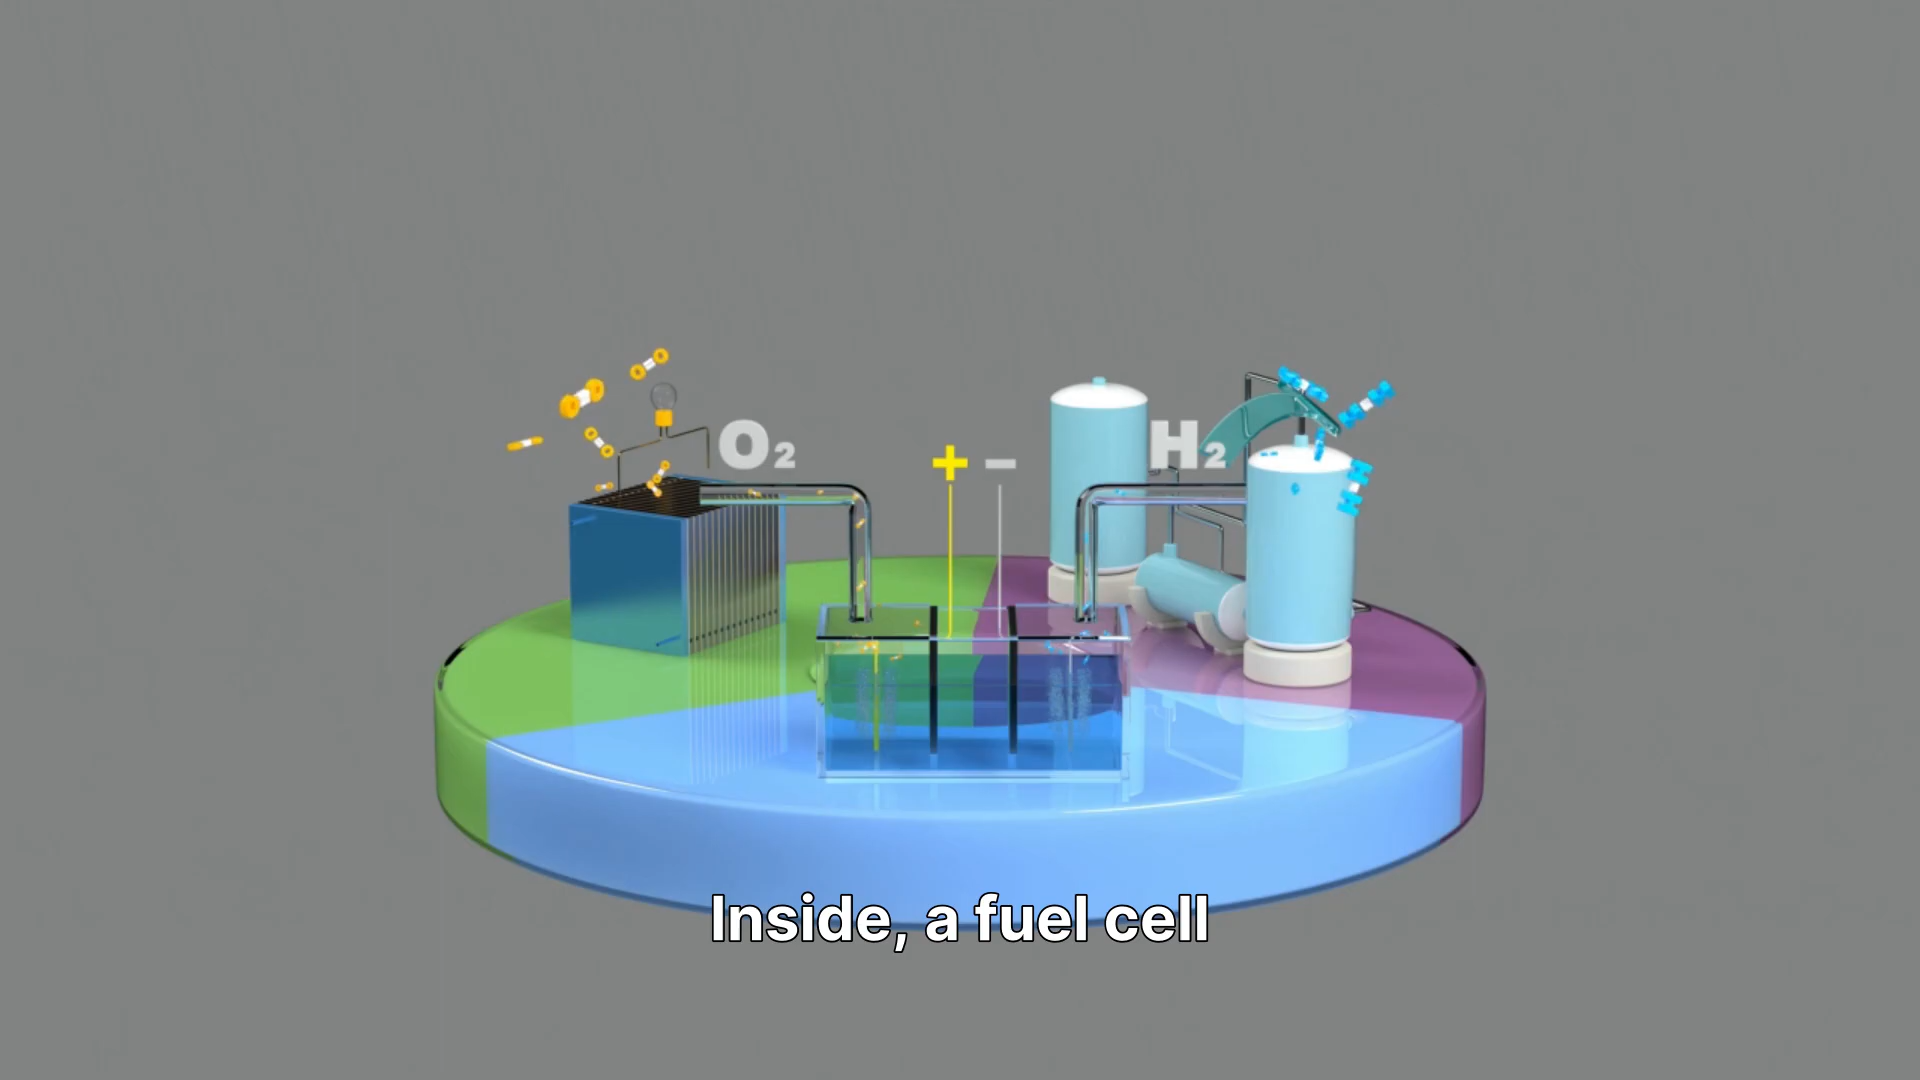 O₂
+ −
H₂
Inside, a fuel cell